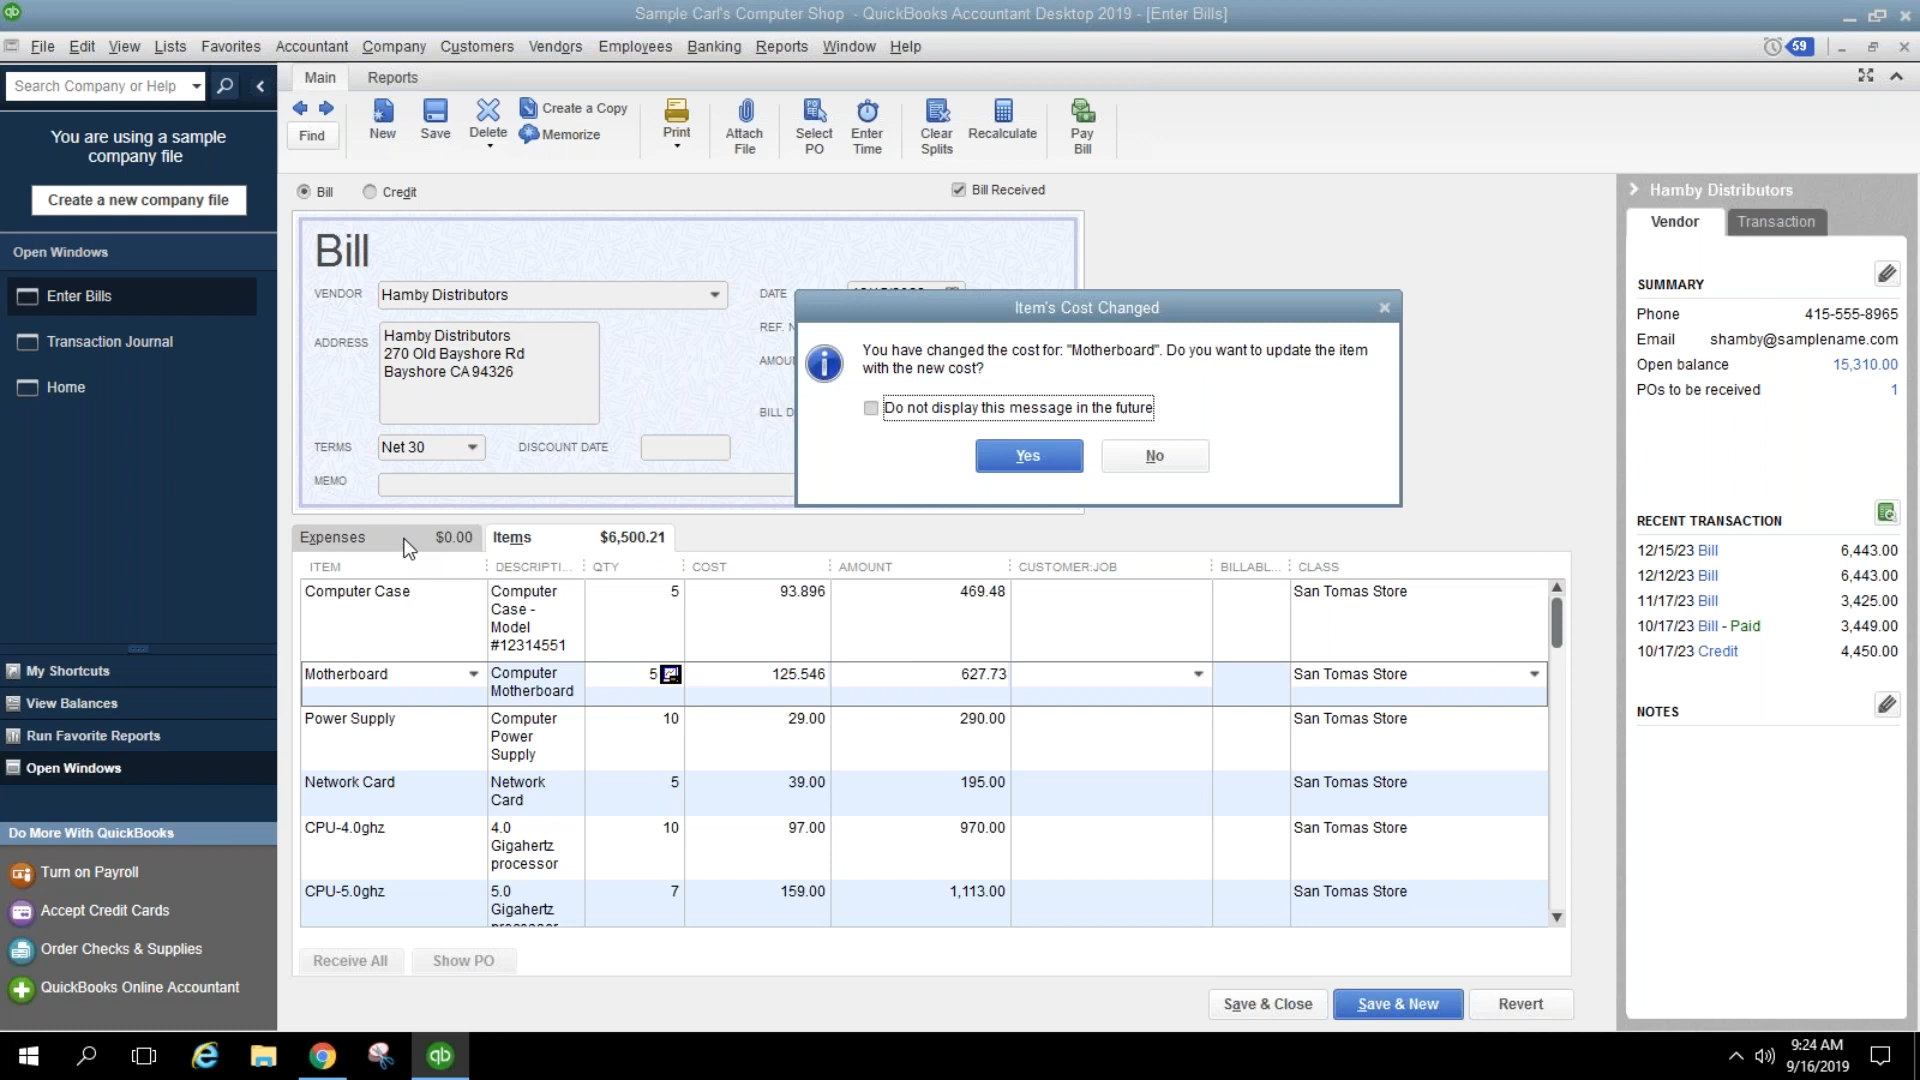 Sample Carl's Computer Shop - QuickBooks Accountant Desktop 2019 - [Enter Bills]
File Edit View Lists Favorites Accountant Company Customers Vendors Employees Banking Reports Window Help
59
Search Company or Help
Main Reports
You are using a sample
company file
Create a new company file
Find
New
Save
Delete
Create a Copy
Memorize
Print
Attach
File
Select
PO
Enter
Time
Clear
Splits
Recalculate
Pay
Bill
Open Windows
Enter Bills
Transaction Journal
Home
My Shortcuts
View Balances
Run Favorite Reports
Open Windows
Do More With QuickBooks
Turn on Payroll
Accept Credit Cards
Order Checks & Supplies
QuickBooks Online Accountant
Bill Credit
Bill Received
Bill
VENDOR Hamby Distributors
DATE
ADDRESS
Hamby Distributors
270 Old Bayshore Rd
Bayshore CA 94326
REF. N
AMOU
BILL D
TERMS Net 30 DISCOUNT DATE
MEMO
Item's Cost Changed
You have changed the cost for: "Motherboard". Do you want to update the item
with the new cost?
Do not display this message in the future
Yes No
Expenses $0.00 Items $6,500.21
ITEM DESCRIPTI... QTY COST AMOUNT CUSTOMER:JOB BILLABL... CLASS
Computer Case Computer 5 93.896 469.48 San Tomas Store
Case -
Model
#12314551
Motherboard Computer 5 125.546 627.73 San Tomas Store
Motherboard
Power Supply Computer 10 29.00 290.00 San Tomas Store
Power
Supply
Network Card Network 5 39.00 195.00 San Tomas Store
Card
CPU-4.0ghz 4.0 10 97.00 970.00 San Tomas Store
Gigahertz
processor
CPU-5.0ghz 5.0 7 159.00 1,113.00 San Tomas Store
Gigahertz
Receive All Show PO
Save & Close Save & New Revert
Hamby Distributors
Vendor Transaction
SUMMARY
Phone 415-555-8965
Email shamby@samplename.com
Open balance 15,310.00
POs to be received 1
RECENT TRANSACTION
12/15/23 Bill 6,443.00
12/12/23 Bill 6,443.00
11/17/23 Bill 3,425.00
10/17/23 Bill - Paid 3,449.00
10/17/23 Credit 4,450.00
NOTES
qb
9:24 AM
9/16/2019